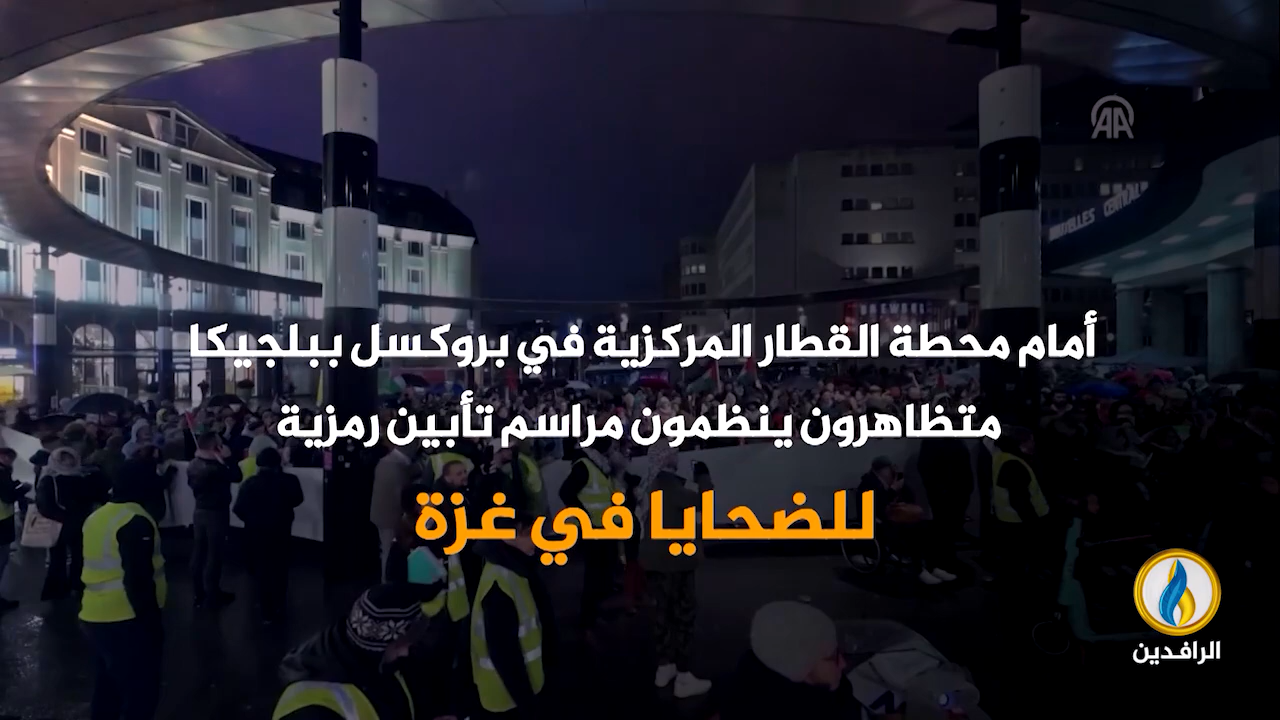 AA
BRUXELLES CENTRAL
أمام محطة القطار المركزية في بروكسل ببلجيكا
متظاهرون ينظمون مراسم تأبين رمزية
للضحايا في غزة
الرافدين